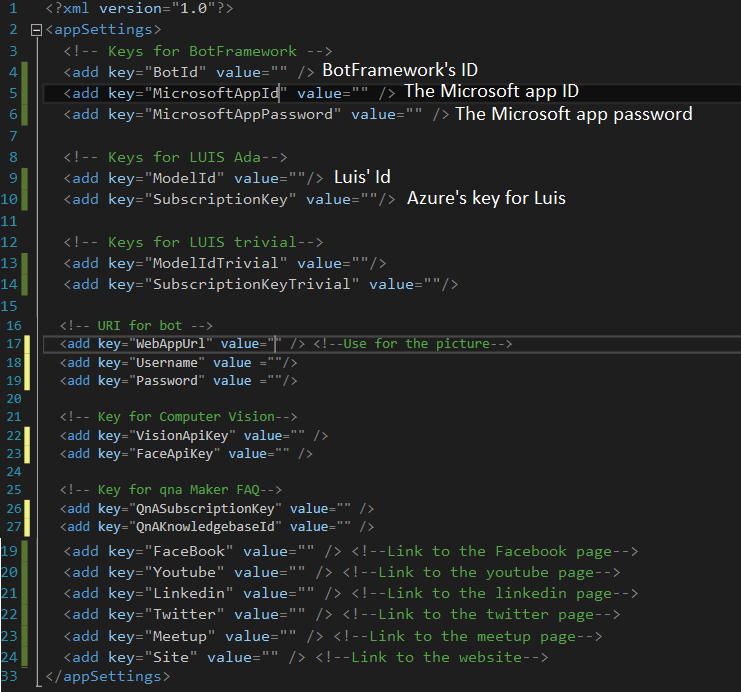 1 <?xml version="1.0"?>
2 <appSettings>
3 <!-- Keys for BotFramework -->
4 <add key="BotId" value="" /> BotFramework's ID
5 <add key="MicrosoftAppId" value="" /> The Microsoft app ID
6 <add key="MicrosoftAppPassword" value="" /> The Microsoft app password
7
8 <!-- Keys for LUIS Ada-->
9 <add key="ModelId" value=""/> Luis' Id
10 <add key="SubscriptionKey" value=""/> Azure's key for Luis
11
12 <!-- Keys for LUIS trivial-->
13 <add key="ModelIdTrivial" value=""/>
14 <add key="SubscriptionKeyTrivial" value=""/>
15
16 <!-- URI for bot -->
17 <add key="WebAppUrl" value="" /> <!--Use for the picture-->
18 <add key="Username" value =""/>
19 <add key="Password" value =""/>
20
21 <!-- Key for Computer Vision-->
22 <add key="VisionApiKey" value="" />
23 <add key="FaceApiKey" value="" />
24
25 <!-- Key for qna Maker FAQ-->
26 <add key="QnASubscriptionKey" value="" />
27 <add key="QnAKnowledgebaseId" value="" />
19 <add key="FaceBook" value="" /> <!--Link to the Facebook page-->
20 <add key="Youtube" value="" /> <!--Link to the youtube page-->
21 <add key="Linkedin" value="" /> <!--Link to the linkedin page-->
22 <add key="Twitter" value="" /> <!--Link to the twitter page-->
23 <add key="Meetup" value="" /> <!--Link to the meetup page-->
24 <add key="Site" value="" /> <!--Link to the website-->
33 </appSettings>